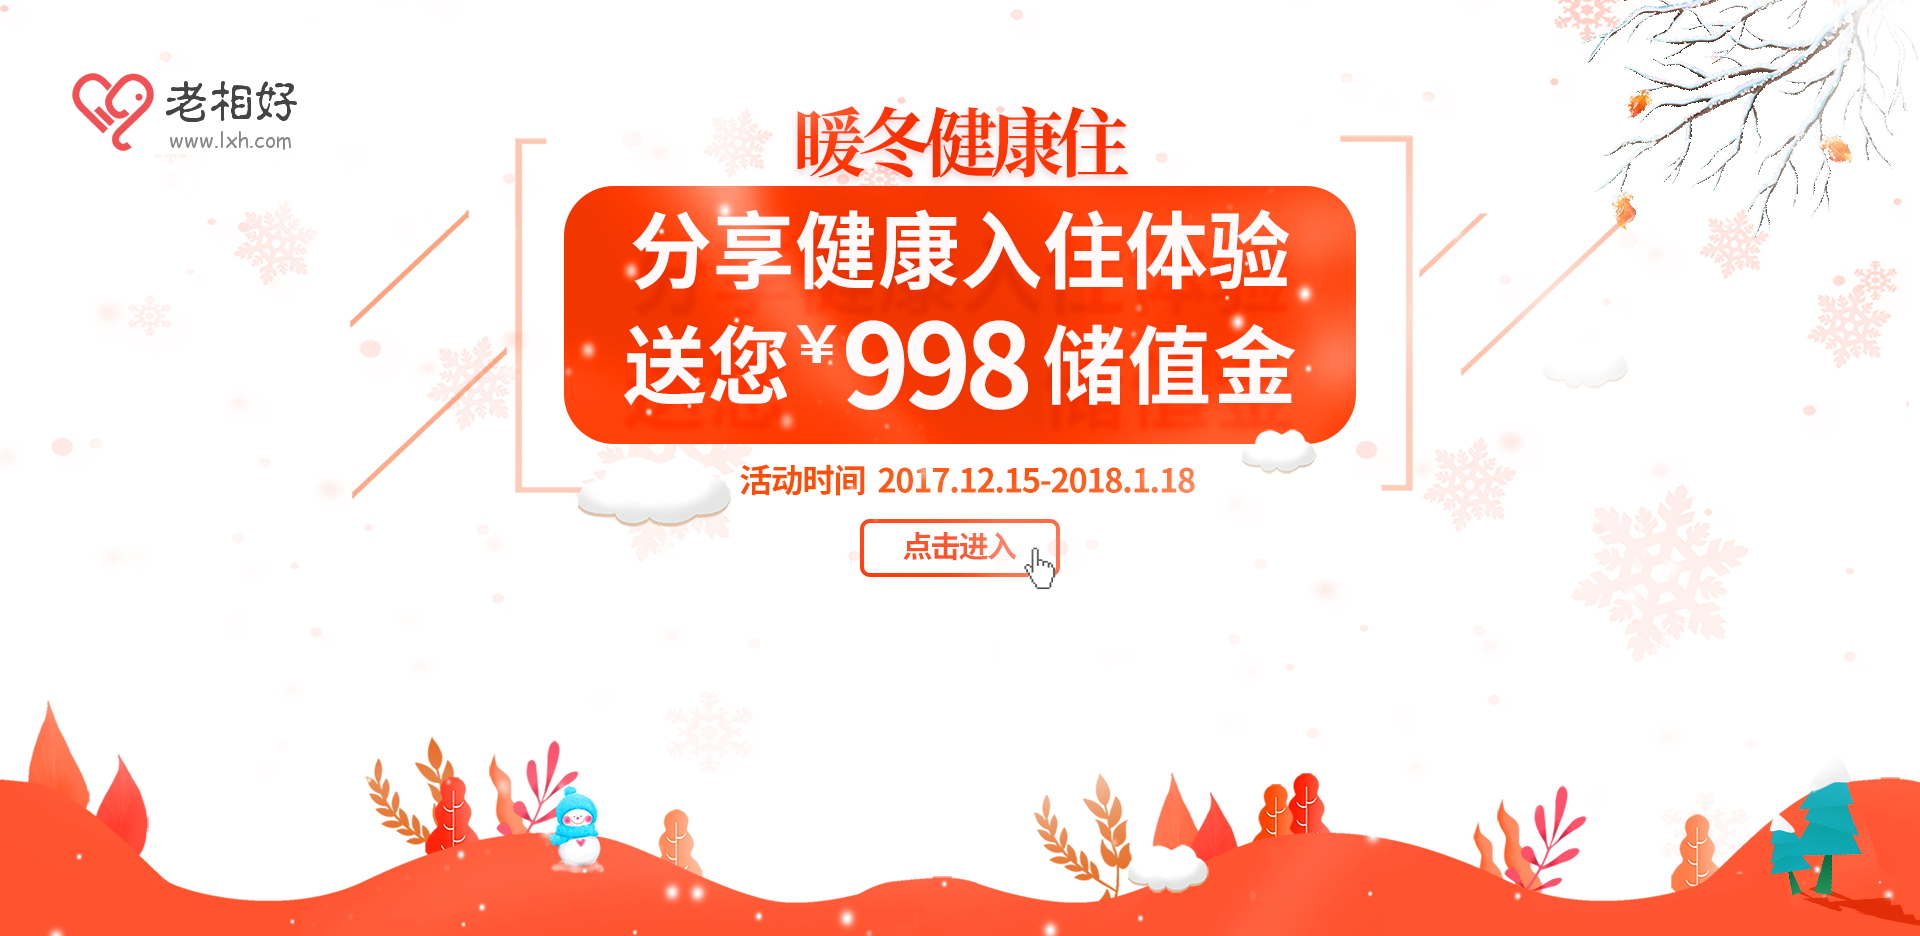 老相好
www.lxh.com
暖冬健康住
分享健康入住体验
送您¥998储值金
活动时间 2017.12.15-2018.1.18
点击进入